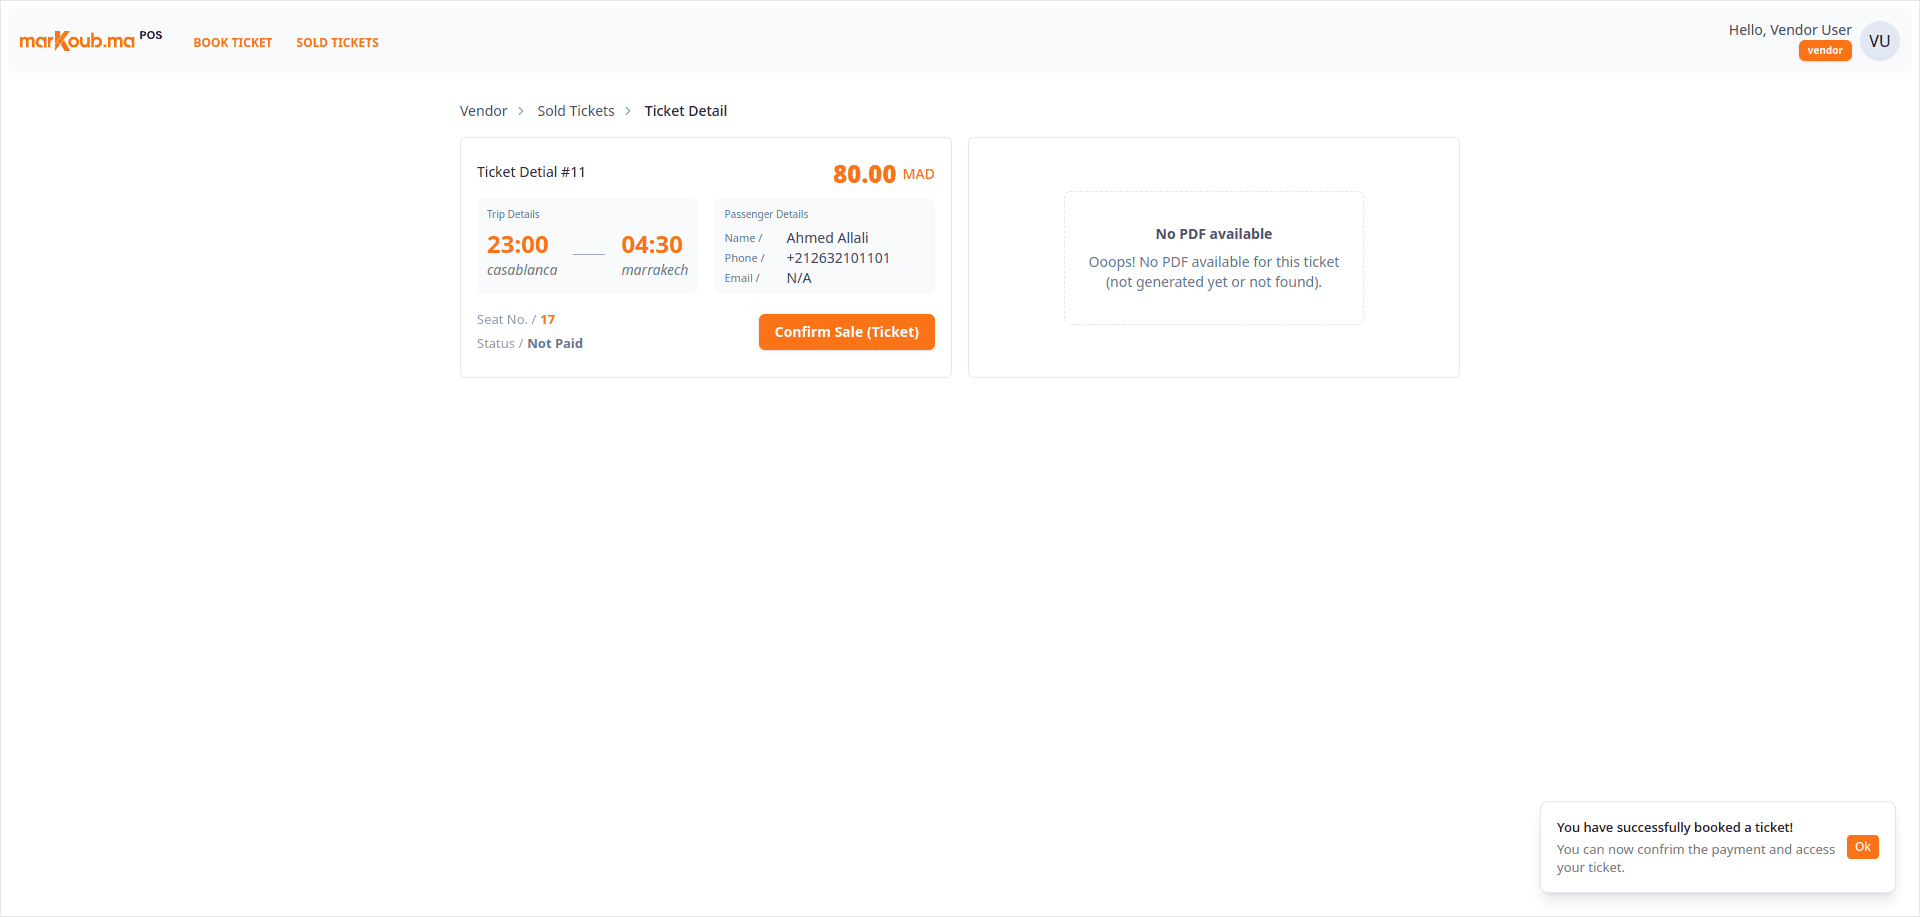 marKoub.ma POS
BOOK TICKET
SOLD TICKETS
Hello, Vendor User
vendor
VU
Vendor
Sold Tickets
Ticket Detail
Ticket Detial #11
80.00 MAD
Trip Details
23:00
04:30
casablanca
marrakech
Passenger Details
Name / Ahmed Allali
Phone / +212632101101
Email / N/A
Seat No. / 17
Status / Not Paid
Confirm Sale (Ticket)
No PDF available
Ooops! No PDF available for this ticket
(not generated yet or not found).
You have successfully booked a ticket!
You can now confrim the payment and access
your ticket.
Ok